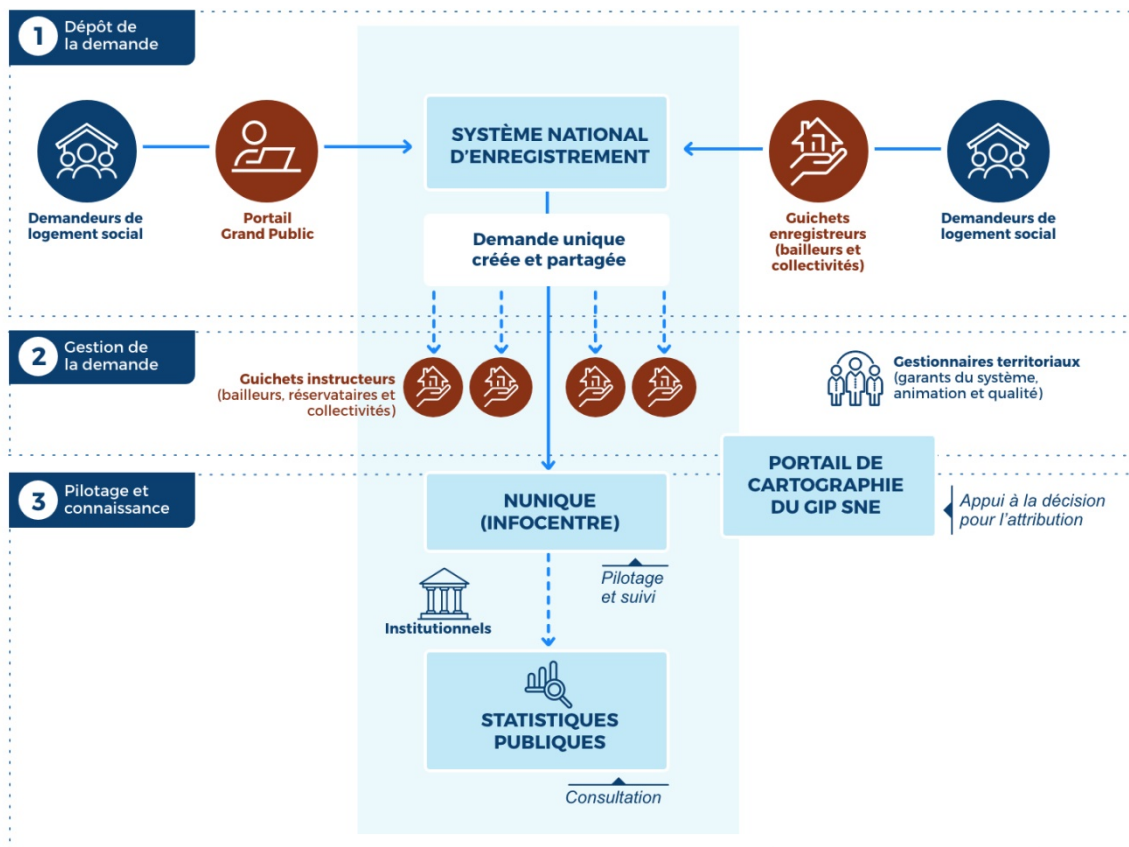 1
Dépôt de
la demande
SYSTÈME NATIONAL
D'ENREGISTREMENT
Demandeurs de
logement social
Portail
Grand Public
Guichets
enregistreurs
(bailleurs et
collectivités)
Demandeurs de
logement social
Demande unique
créée et partagée
2
Gestion de
la demande
Guichets instructeurs
(bailleurs, réservataires et
collectivités)
Gestionnaires territoriaux
(garants du système,
animation et qualité)
3
Pilotage et
connaissance
PORTAIL DE
CARTOGRAPHIE
DU GIP SNE
Appui à la décision
pour l'attribution
NUNIQUE
(INFOCENTRE)
Pilotage
et suivi
Institutionnels
STATISTIQUES
PUBLIQUES
Consultation